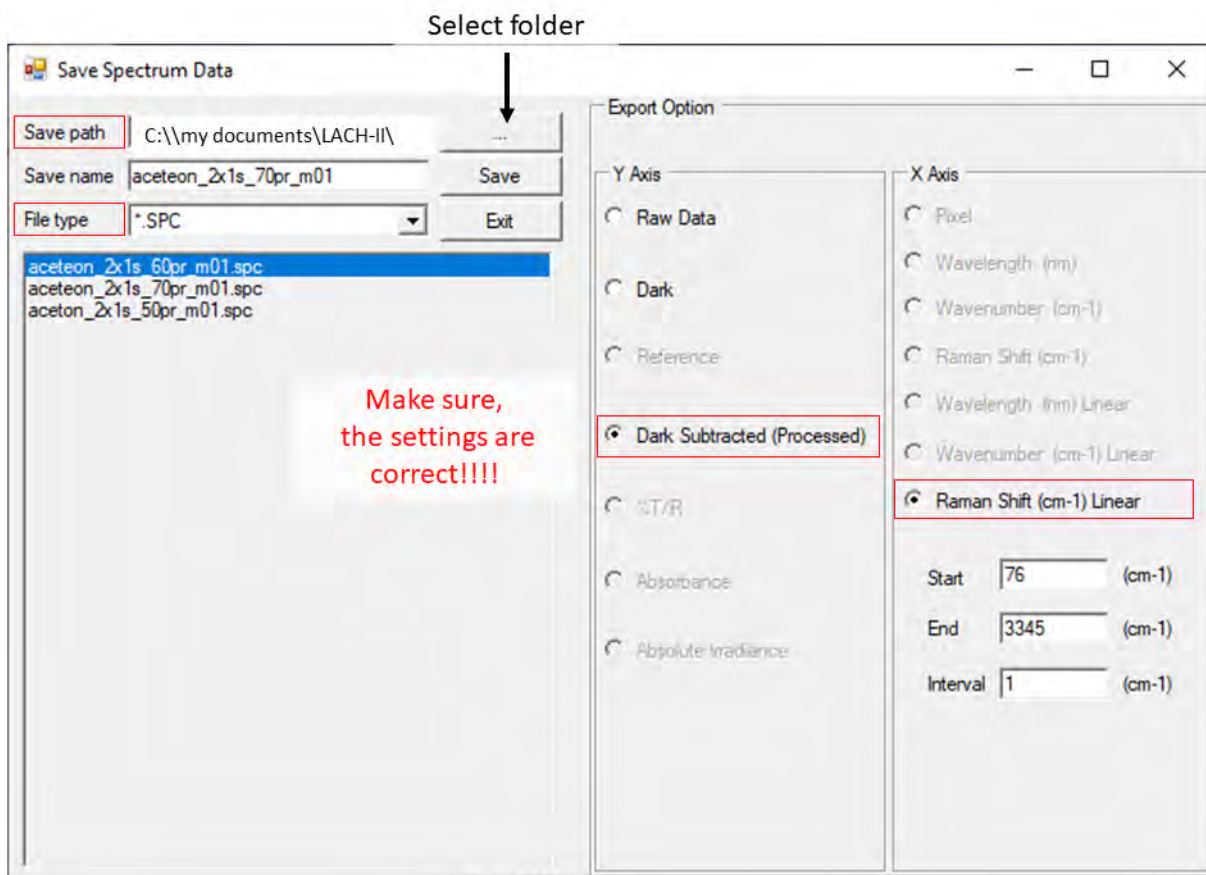 Select folder
Save Spectrum Data
Save path
C:\\my documents\LACH-II\
...
Save name
aceteon_2x1s_70pr_m01
Save
File type
*.SPC
Exit
aceteon_2x1s_60pr_m01.spc
aceteon_2x1s_70pr_m01.spc
aceton_2x1s_50pr_m01.spc
Make sure,
the settings are
correct!!!!
Export Option
Y Axis
Raw Data
Dark
Reference
Dark Subtracted (Processed)
%T/R
Absorbance
Absolute Irradiance
X Axis
Pixel
Wavelength (nm)
Wavenumber (cm-1)
Raman Shift (cm-1)
Wavelength (nm) Linear
Wavenumber (cm-1) Linear
Raman Shift (cm-1) Linear
Start 76 (cm-1)
End 3345 (cm-1)
Interval 1 (cm-1)